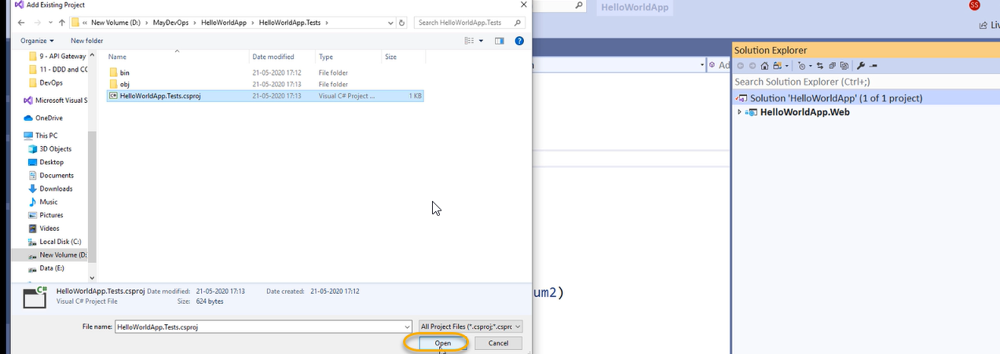 Add Existing Project
HelloWorldApp
SS
« New Volume (D:) › MayDevOps › HelloWorldApp › HelloWorldApp.Tests ›
Search HelloWorldApp.Tests
Organize
New folder
Name Date modified Type Size
bin 21-05-2020 17:12 File folder
obj 21-05-2020 17:13 File folder
HelloWorldApp.Tests.csproj 21-05-2020 17:13 Visual C# Project ... 1 KB
9 - API Gateway
11 - DDD and CC
DevOps
Microsoft Visual S
OneDrive
This PC
3D Objects
Desktop
Documents
Downloads
Music
Pictures
Videos
Local Disk (C:)
New Volume (D:
Data (E:)
HelloWorldApp.Tests.csproj Date modified: 21-05-2020 17:13 Date created: 21-05-2020 17:12
Visual C# Project File Size: 624 bytes
File name: HelloWorldApp.Tests.csproj
All Project Files (*.csproj;*.csprc
Open Cancel
um2)
Ad
Liv
Solution Explorer
Search Solution Explorer (Ctrl+;)
Solution 'HelloWorldApp' (1 of 1 project)
HelloWorldApp.Web